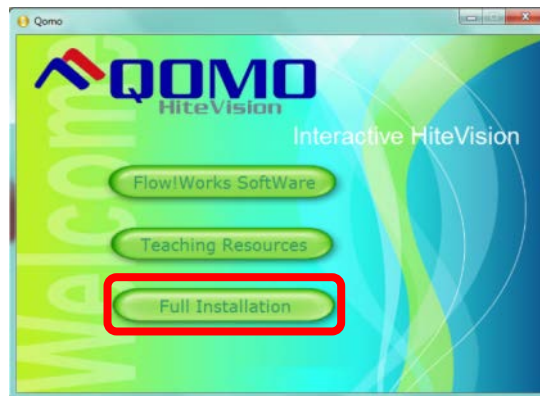 Qomo
QOMO
HiteVision
Interactive HiteVision
Welcome
Flow!Works SoftWare
Teaching Resources
Full Installation